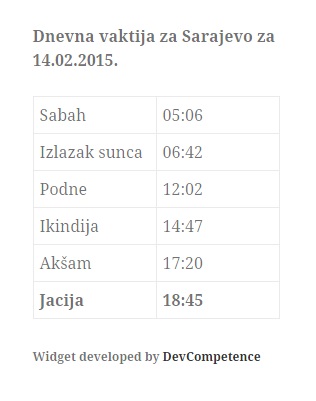 Dnevna vaktija za Sarajevo za
14.02.2015.
Sabah 05:06
Izlazak sunca 06:42
Podne 12:02
Ikindija 14:47
Akšam 17:20
Jacija 18:45
Widget developed by DevCompetence